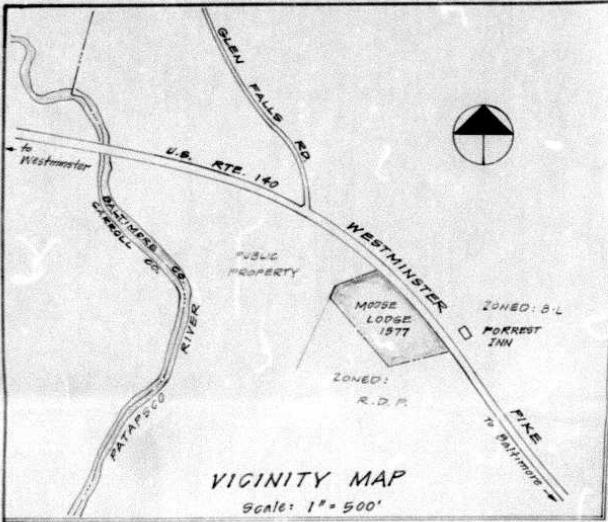 GLEN FALLS RD
← to
Westminster
U.S. RTE. 140
BALTIMORE CO
CARROLL CO.
PUBLIC
PROPERTY
WESTMINSTER
PIKE
MOOSE
LODGE
1577
ZONED: B-L
FORREST
INN
ZONED:
R.D.P.
PATAPSCO RIVER
To Baltimore
VICINITY MAP
Scale: 1" = 500'